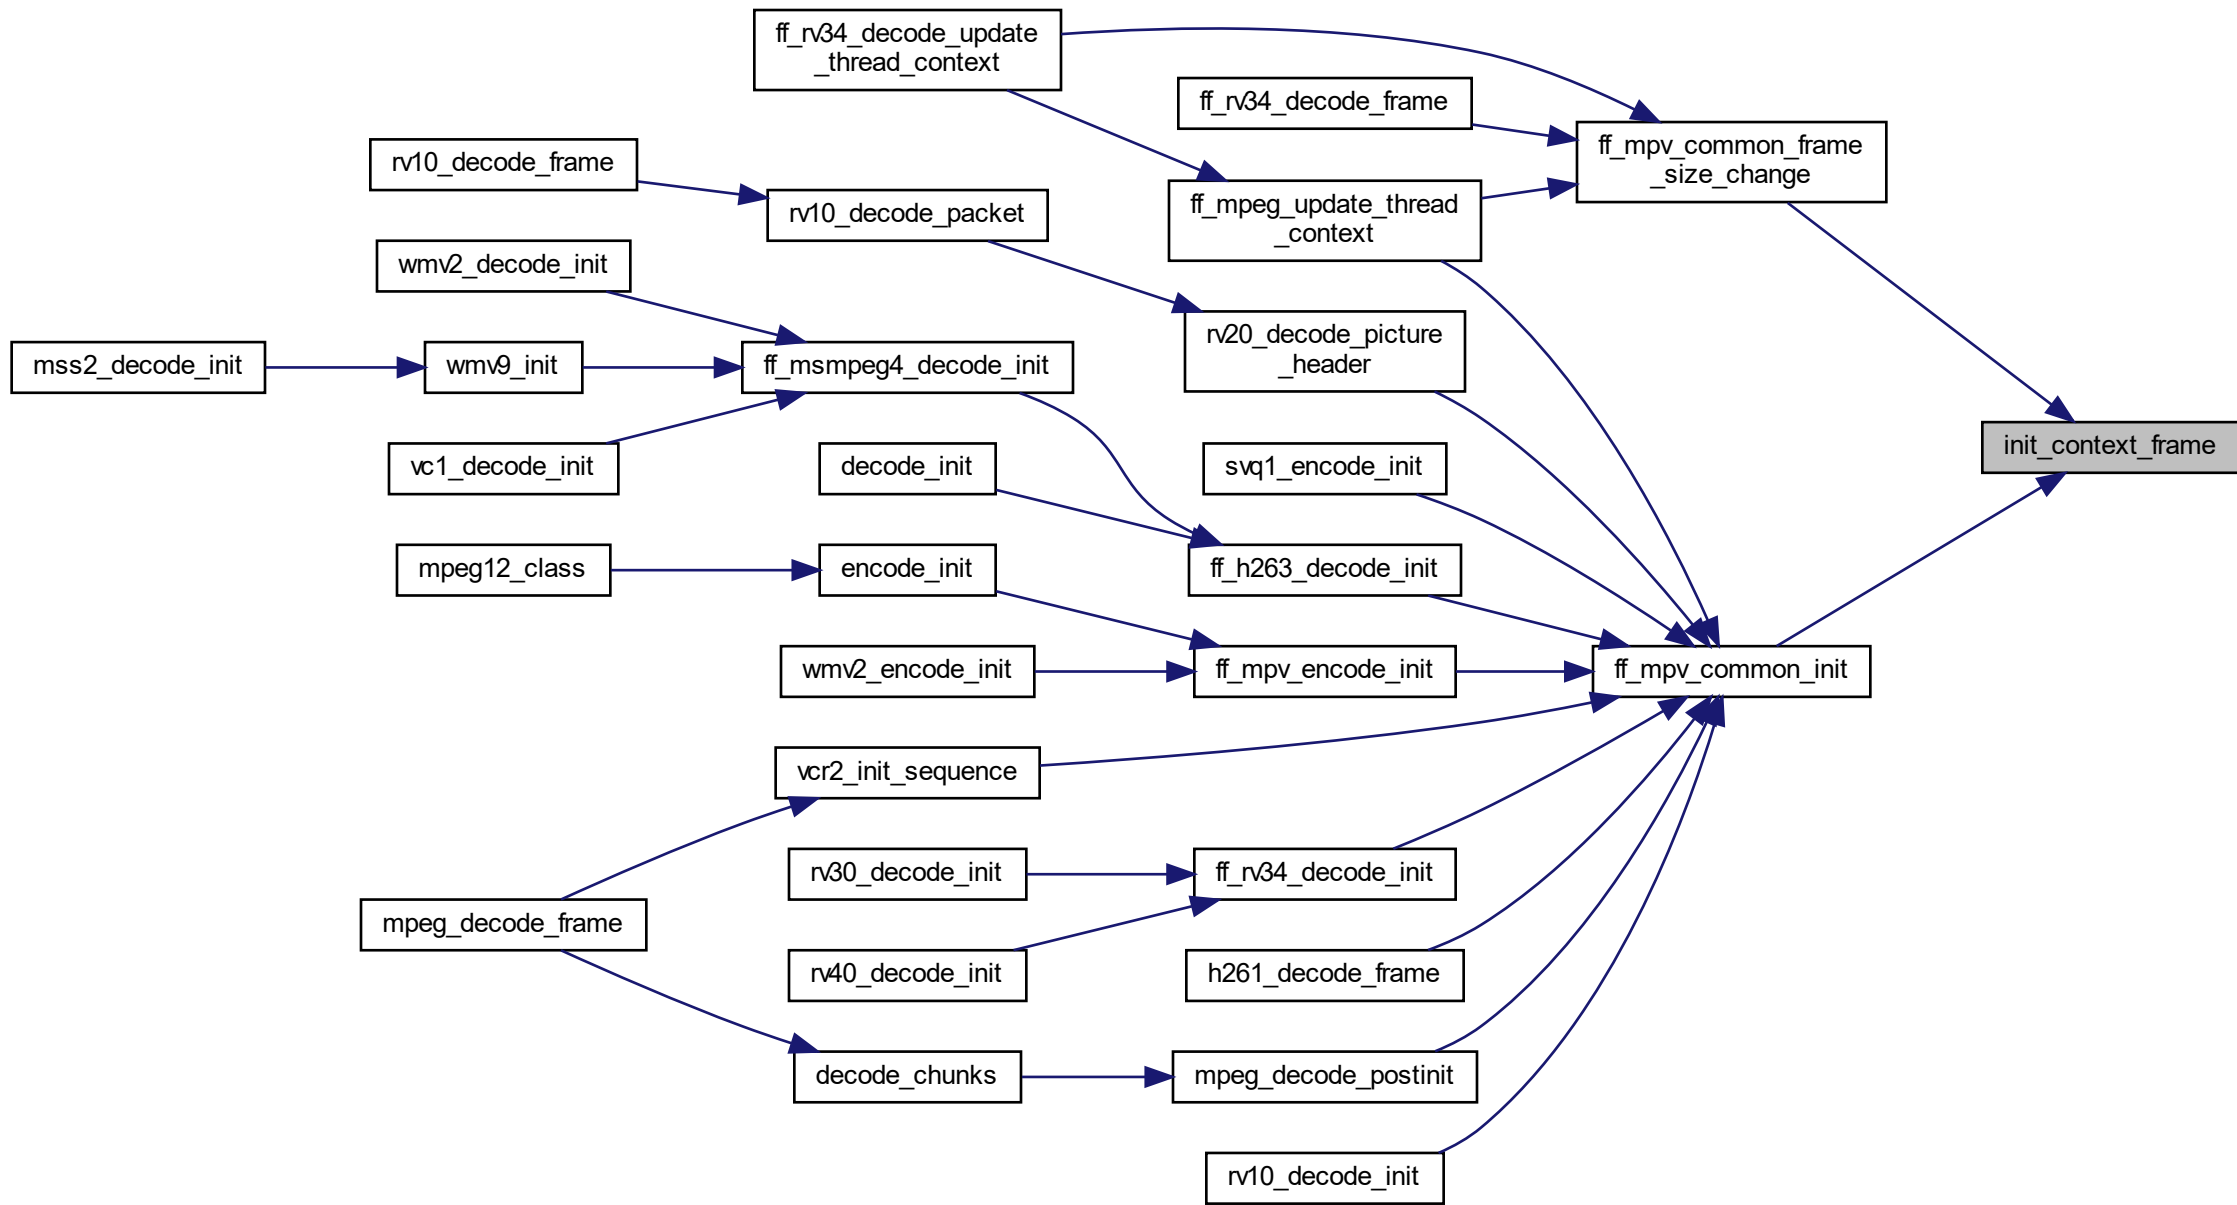 ff_rv34_decode_update
_thread_context
ff_rv34_decode_frame
ff_mpv_common_frame
_size_change
rv10_decode_frame
rv10_decode_packet
ff_mpeg_update_thread
_context
wmv2_decode_init
rv20_decode_picture
_header
mss2_decode_init
wmv9_init
ff_msmpeg4_decode_init
init_context_frame
vc1_decode_init
decode_init
svq1_encode_init
mpeg12_class
encode_init
ff_h263_decode_init
wmv2_encode_init
ff_mpv_encode_init
ff_mpv_common_init
vcr2_init_sequence
rv30_decode_init
ff_rv34_decode_init
mpeg_decode_frame
rv40_decode_init
h261_decode_frame
decode_chunks
mpeg_decode_postinit
rv10_decode_init